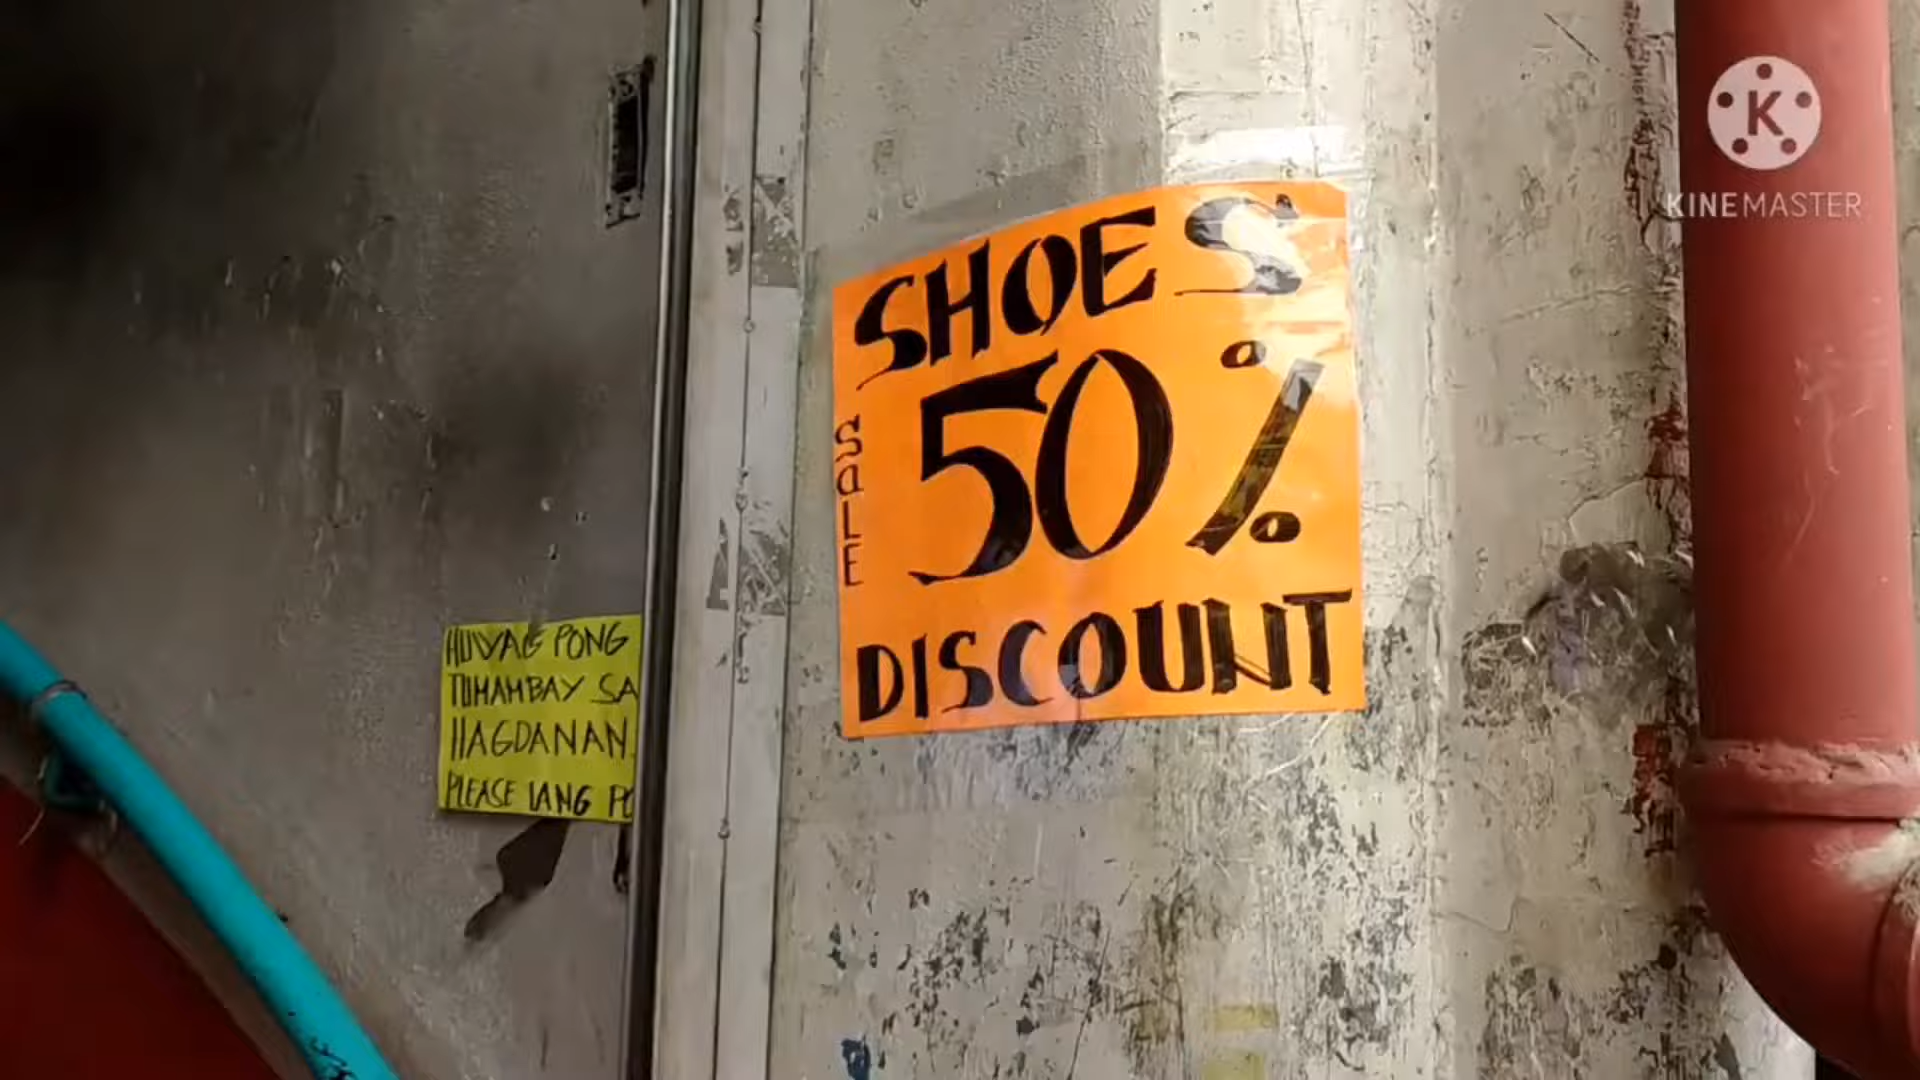 SHOES
50%
SALE
DISCOUNT
HUWAG PONG
TUMAMBAY SA
HAGDANAN.
PLEASE LANG PO
K
KINEMASTER